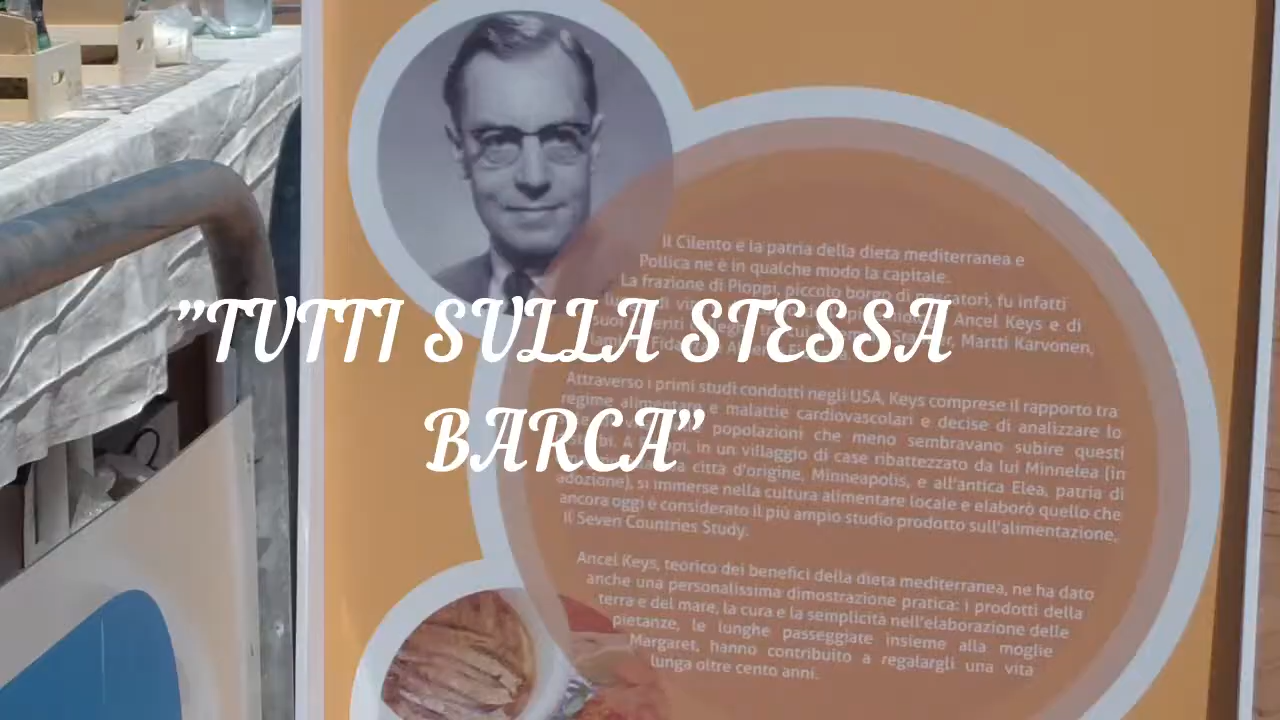 Il Cilento è la patria della dieta mediterranea e
Pollica ne è in qualche modo la capitale.
La frazione di Pioppi, piccolo borgo di pescatori, fu infatti
Ancel Keys e di
suoi Martti Karvonen,
"TUTTI SULLA STESSA
BARCA"
Attraverso i primi studi condotti negli USA, Keys comprese il rapporto tra
regime alimentare e malattie cardiovascolari e decise di analizzare lo
popolazioni che meno sembravano subire questi
A in un villaggio di case ribattezzato da lui Minnelea (in
città d'origine, Minneapolis, e all'antica Elea, patria di
adozione), si immerse nella cultura alimentare locale e elaborò quello che
ancora oggi è considerato il più ampio studio prodotto sull'alimentazione,
il Seven Countries Study.
Ancel Keys, teorico dei benefici della dieta mediterranea, ne ha dato
anche una personalissima dimostrazione pratica: i prodotti della
terra e del mare, la cura e la semplicità nell'elaborazione delle
pietanze, le lunghe passeggiate insieme alla moglie
Margaret, hanno contribuito a regalargli una vita
lunga oltre cento anni.